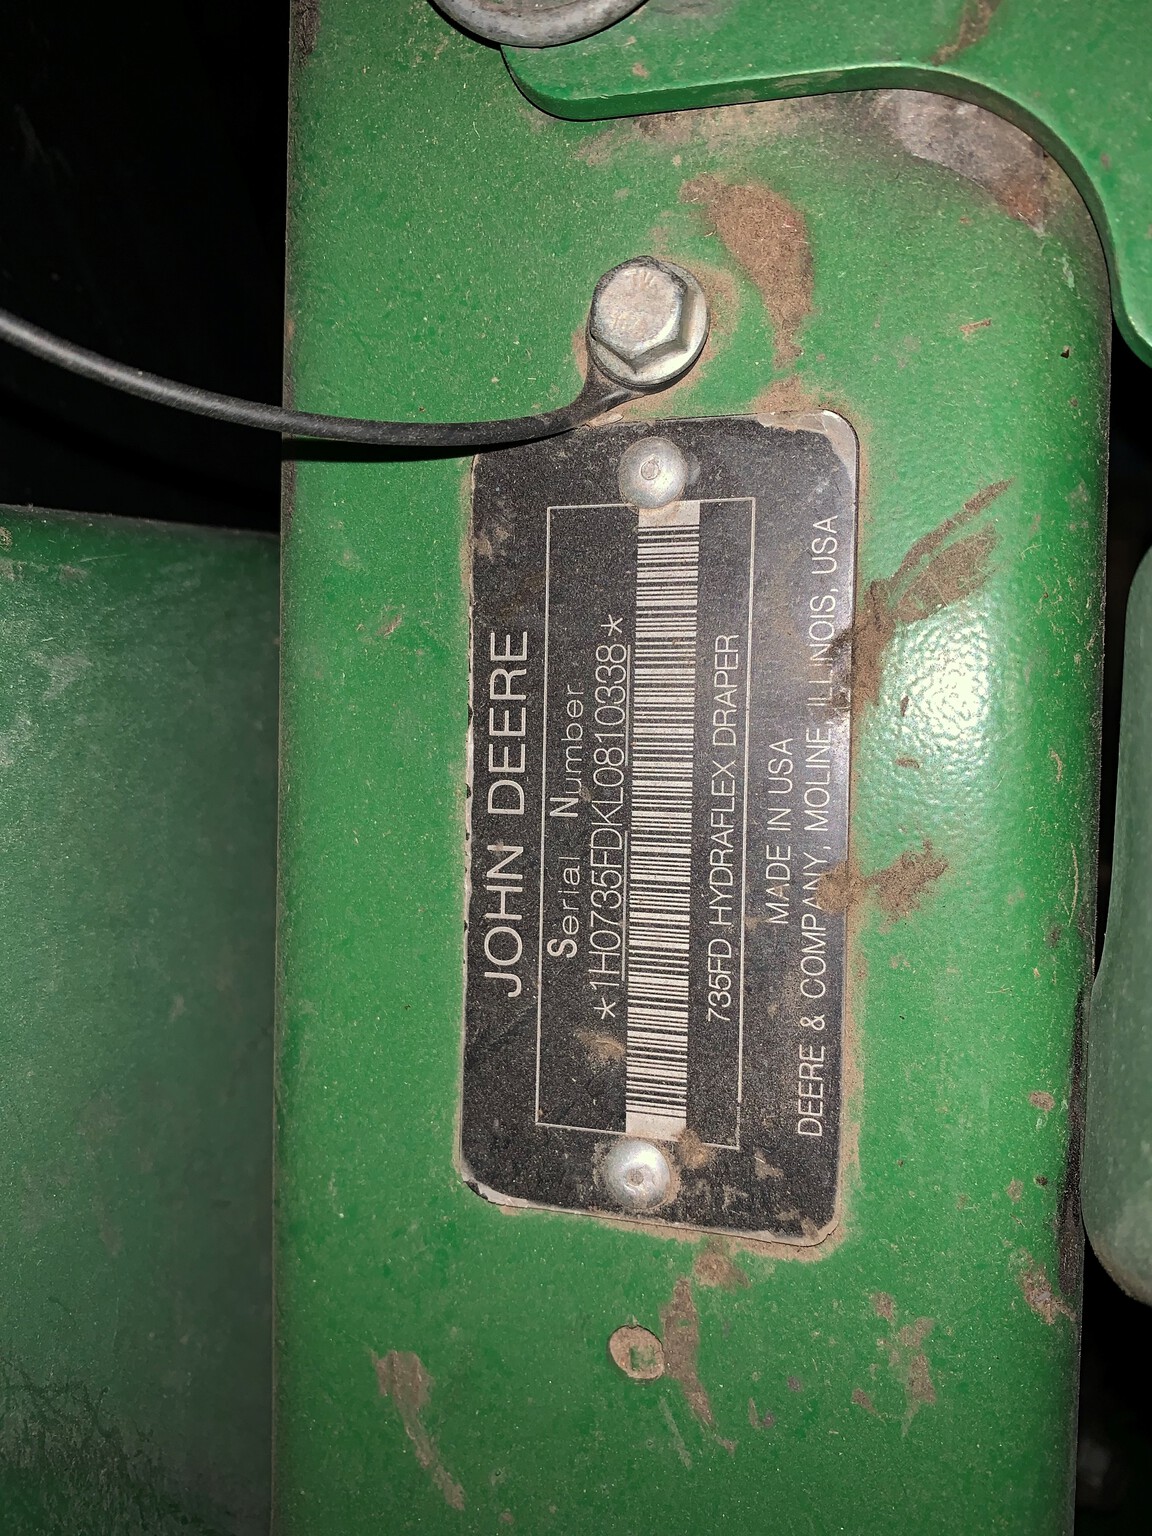 JOHN DEERE
Serial Number
*1H0735FDKL0810338*
735FD HYDRAFLEX DRAPER
MADE IN USA
DEERE & COMPANY, MOLINE, ILLINOIS, USA